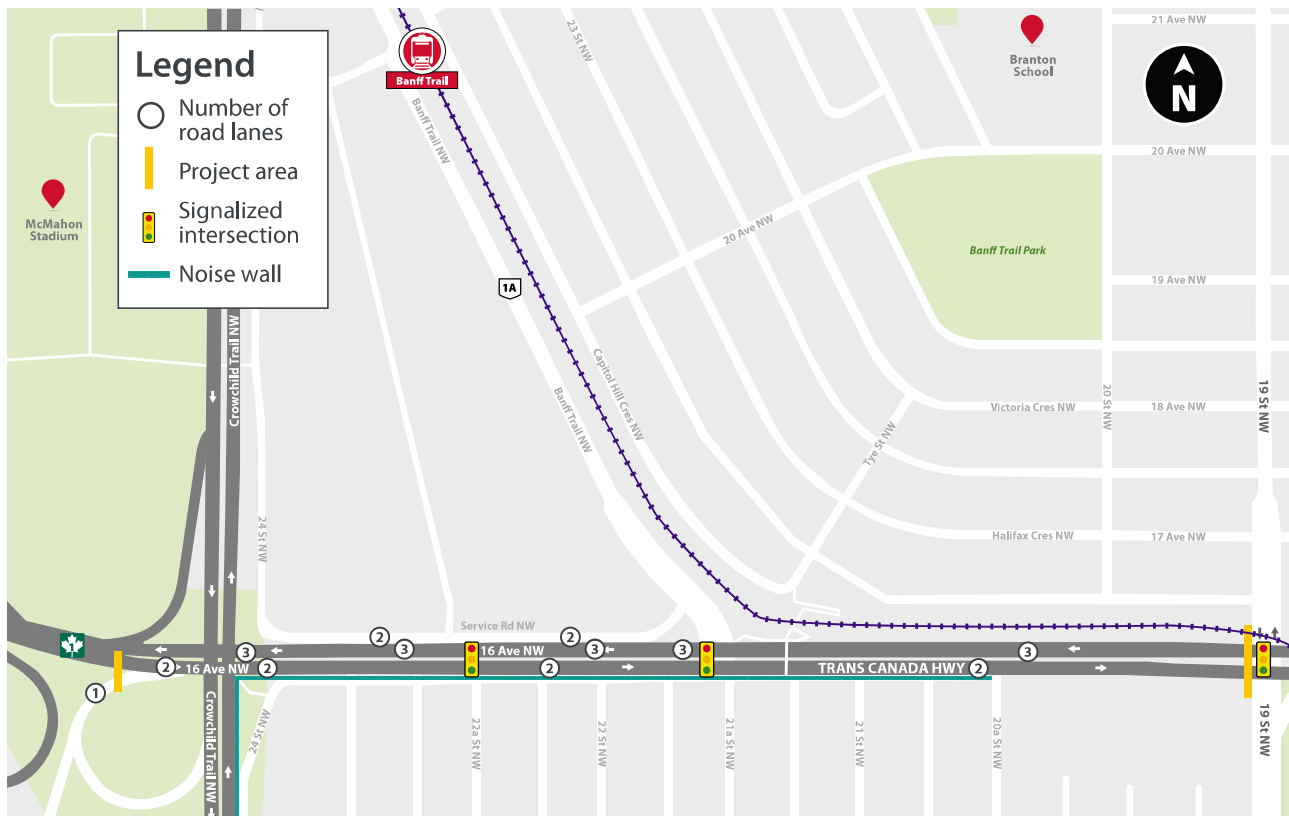 Legend
Number of
road lanes
Project area
Signalized
intersection
Noise wall
McMahon
Stadium
Banff Trail
Branton
School
N
21 Ave NW
23 St NW
Banff Trail NW
20 Ave NW
20 Ave NW
Banff Trail Park
1A
19 Ave NW
Crowchild Trail NW
Capitol Hill Cres NW
Banff Trail NW
Victoria Cres NW
20 St NW
18 Ave NW
19 St NW
Tye St NW
24 St NW
Halifax Cres NW
17 Ave NW
Service Rd NW
2
2
1
3
3
16 Ave NW
3
3
3
2
16 Ave NW
2
2
TRANS CANADA HWY
2
1
Crowchild Trail NW
24 St NW
22a St NW
22 St NW
21a St NW
21 St NW
20a St NW
19 St NW